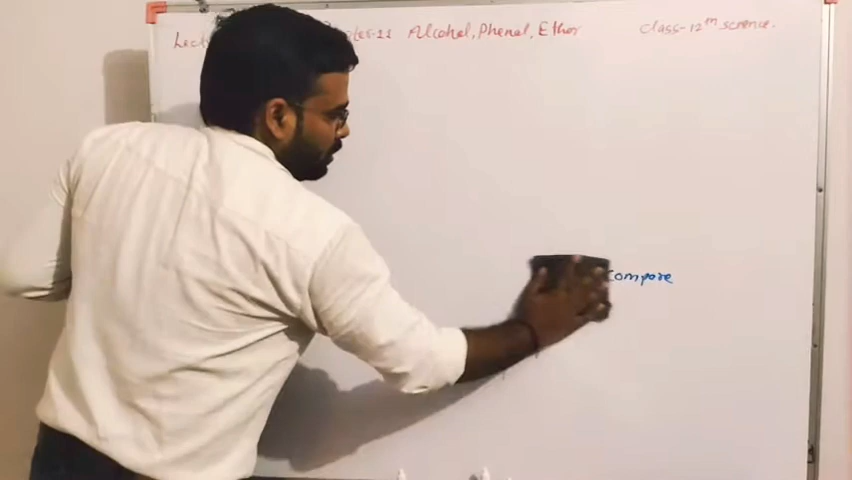 Alcohol, Phenol, Ether class-12th science.
compare